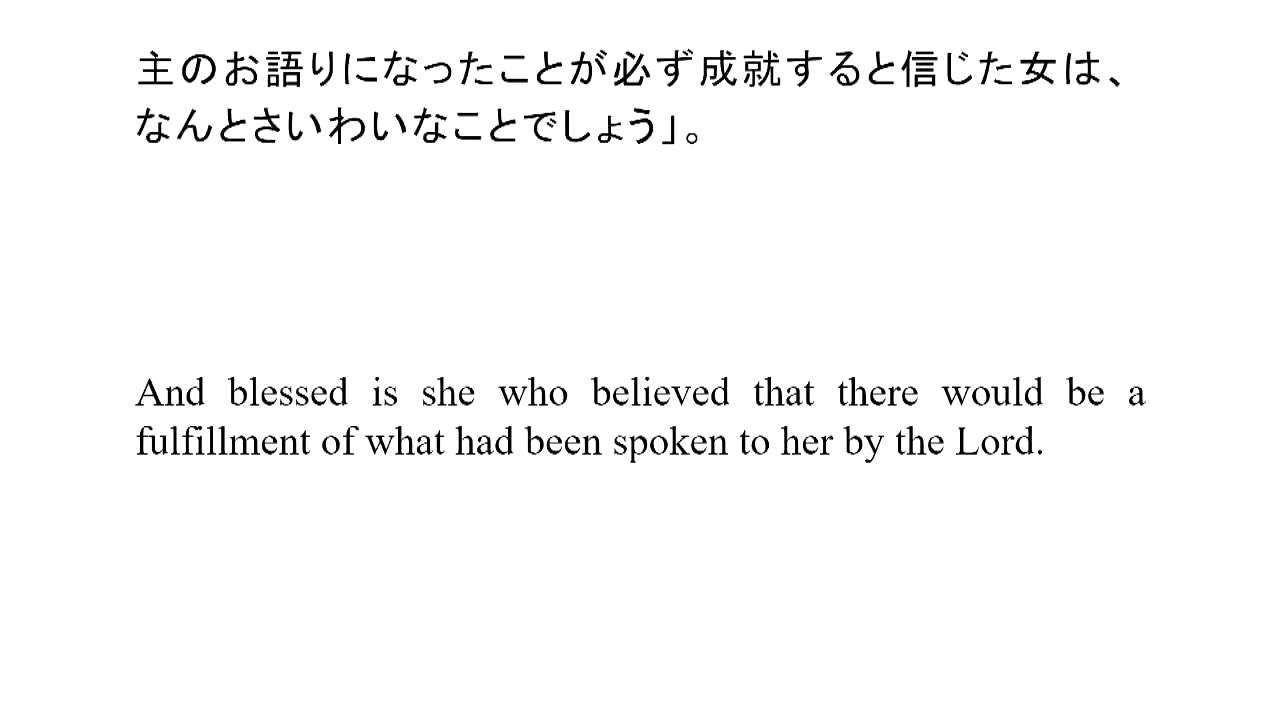 主のお語りになったことが必ず成就すると信じた女は、
なんとさいわいなことでしょう」。
And blessed is she who believed that there would be a
fulfillment of what had been spoken to her by the Lord.